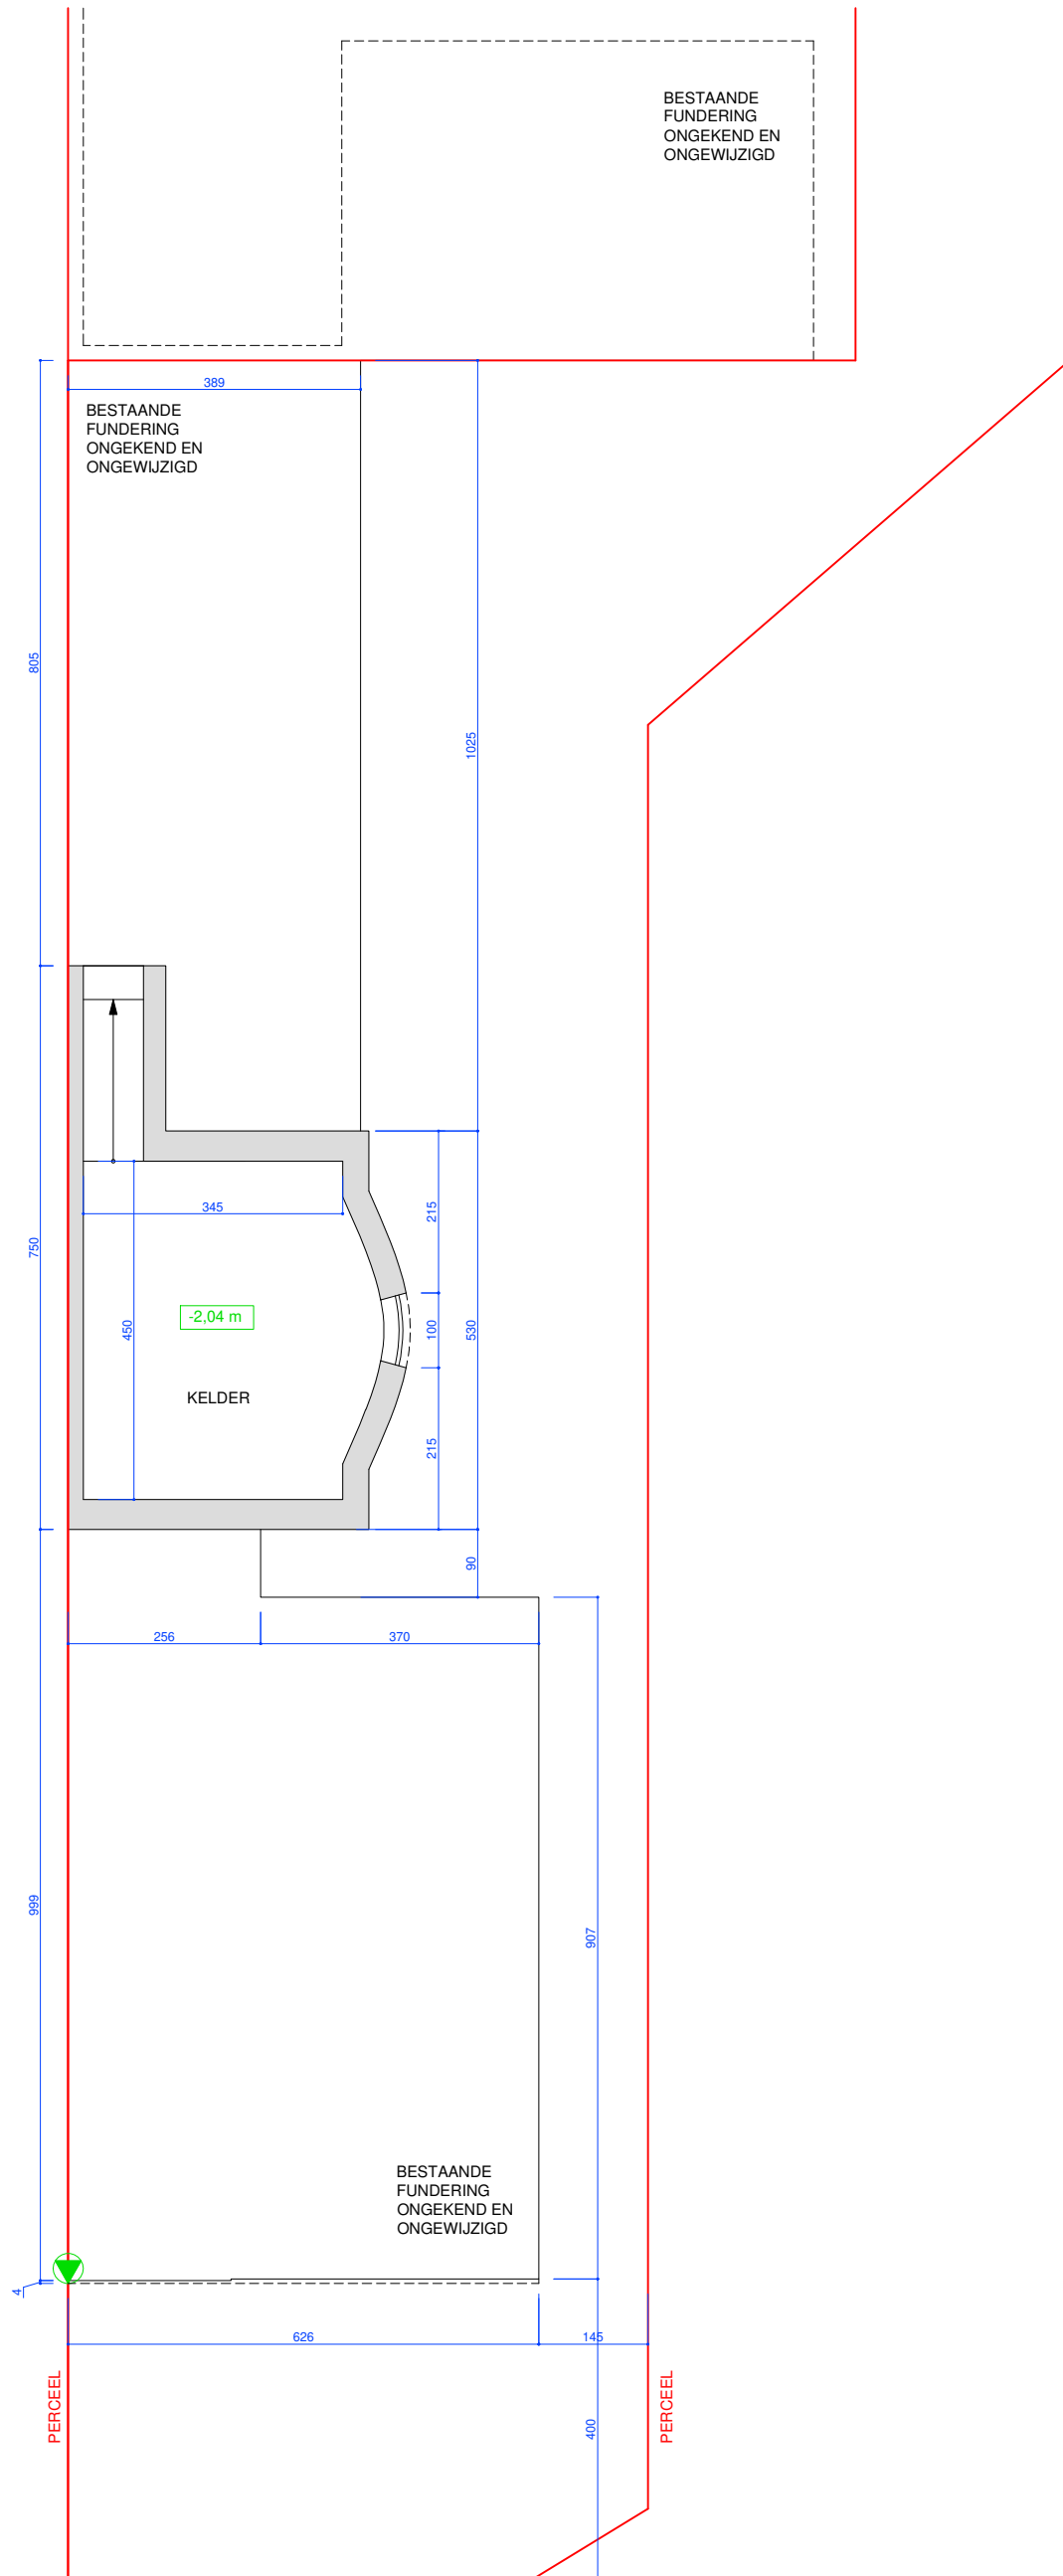 BESTAANDE
FUNDERING
ONGEKEND EN
ONGEWIJZIGD
389
BESTAANDE
FUNDERING
ONGEKEND EN
ONGEWIJZIGD
805
1025
345
215
750
-2,04 m
450
100
530
KELDER
215
90
256
370
999
907
BESTAANDE
FUNDERING
ONGEKEND EN
ONGEWIJZIGD
4
626
145
PERCEEL
PERCEEL
400